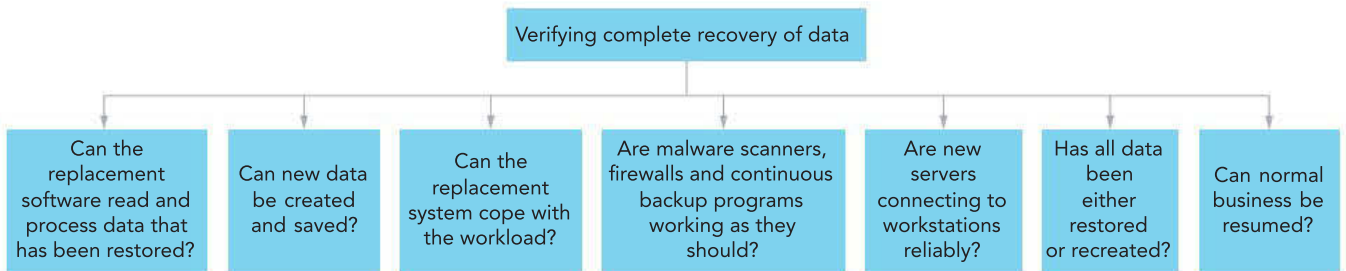 Verifying complete recovery of data
Can the
replacement
software read and
process data that
has been restored?
Can new data
be created
and saved?
Can the
replacement
system cope with
the workload?
Are malware scanners,
firewalls and continuous
backup programs
working as they
should?
Are new
servers
connecting to
workstations
reliably?
Has all data
been
either
restored
or recreated?
Can normal
business be
resumed?